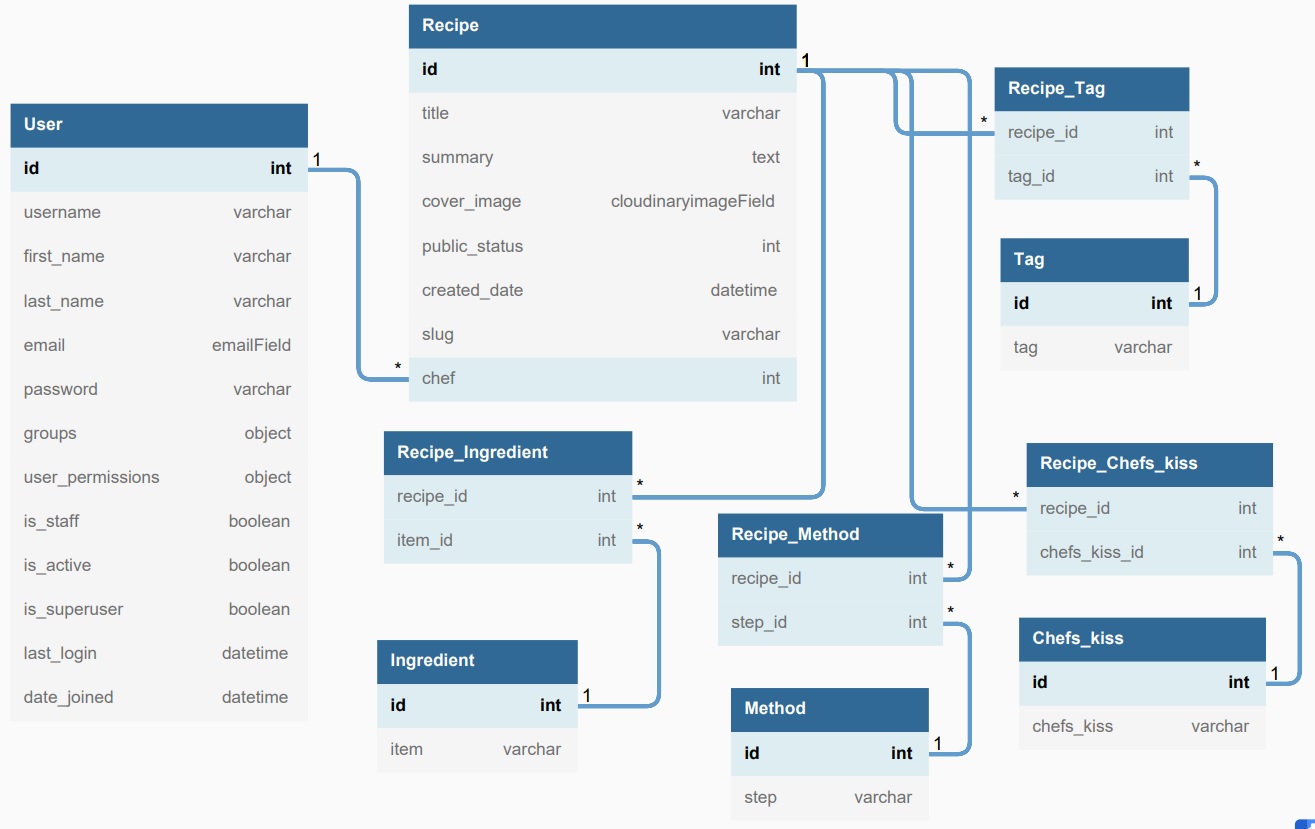 User
id int 1
username varchar
first_name varchar
last_name varchar
email emailField
password varchar
groups object
user_permissions object
is_staff boolean
is_active boolean
is_superuser boolean
last_login datetime
date_joined datetime
Recipe
id int 1
title varchar
summary text
cover_image cloudinaryimageField
public_status int
created_date datetime
slug varchar
* chef int
Recipe_Ingredient
recipe_id int *
item_id int *
Ingredient
id int 1
item varchar
Recipe_Method
recipe_id int *
step_id int *
Method
id int 1
step varchar
Recipe_Tag
* recipe_id int
tag_id int *
Tag
id int 1
tag varchar
Recipe_Chefs_kiss
* recipe_id int
chefs_kiss_id int *
Chefs_kiss
id int 1
chefs_kiss varchar